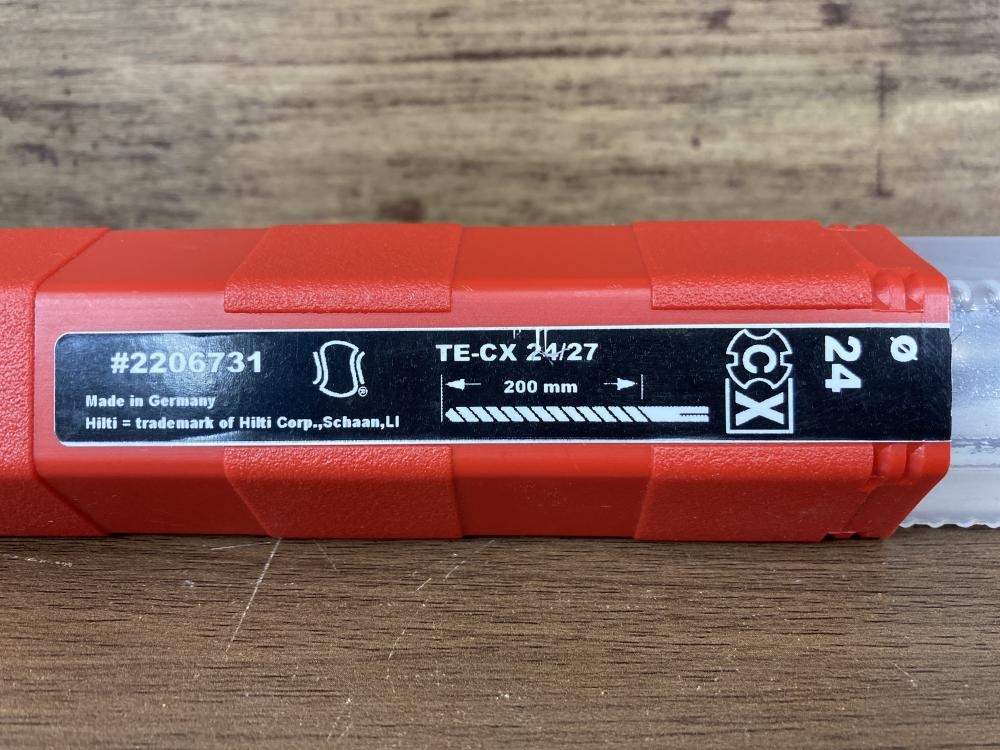 #2206731
Made in Germany
Hilti = trademark of Hilti Corp.,Schaan,LI
®
TE-CX 24/27
200 mm
CX
Ø 24